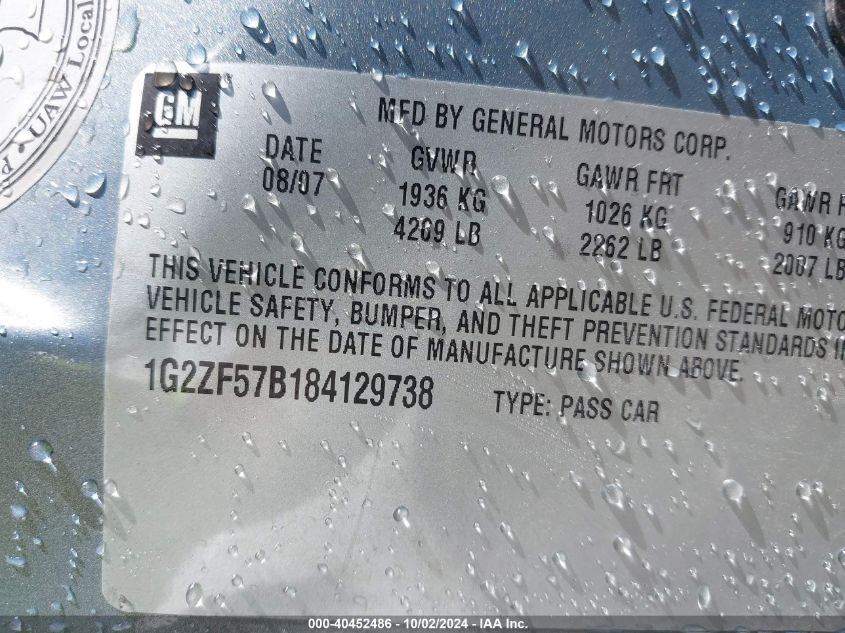 UAW Local
GM
MFD BY GENERAL MOTORS CORP.
DATE GVWR GAWR FRT GAWR
08/07 1936 KG 1026 KG 910 KG
4269 LB 2262 LB 2007 LB
THIS VEHICLE CONFORMS TO ALL APPLICABLE U.S. FEDERAL MOTO
VEHICLE SAFETY, BUMPER, AND THEFT PREVENTION STANDARDS I
EFFECT ON THE DATE OF MANUFACTURE SHOWN ABOVE.
1G2ZF57B184129738 TYPE: PASS CAR
000-40452486 - 10/02/2024 - IAA Inc.